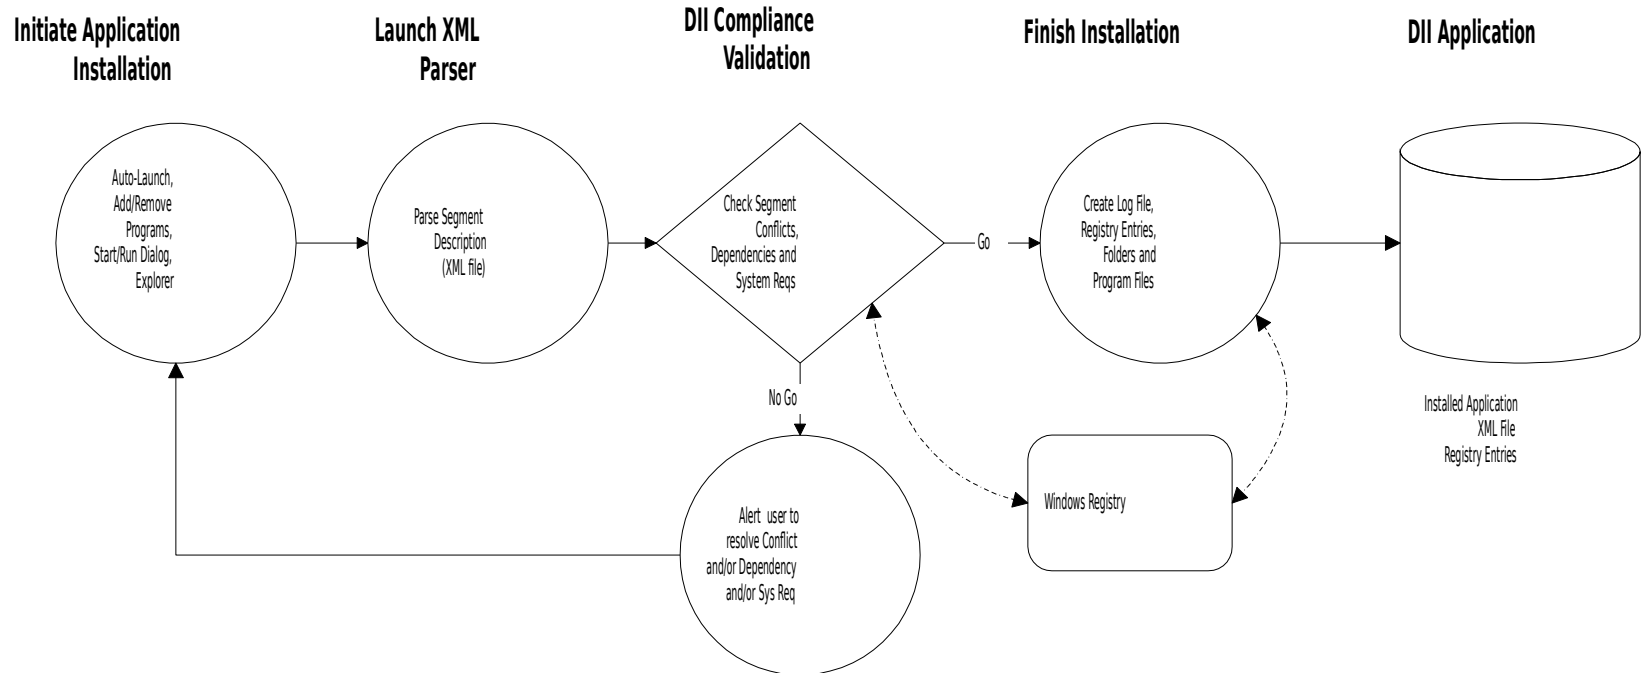 Initiate Application
Installation
Launch XML
Parser
DII Compliance
Validation
Finish Installation
DII Application
Auto-Launch,
Add/Remove
Programs,
Start/Run Dialog,
Explorer
Parse Segment
Description
(XML file)
Check Segment
Conflicts,
Dependencies and
System Reqs
Go
Create Log File,
Registry Entries,
Folders and
Program Files
No Go
Installed Application
XML File
Registry Entries
Alert user to
resolve Conflict
and/or Dependency
and/or Sys Req
Windows Registry